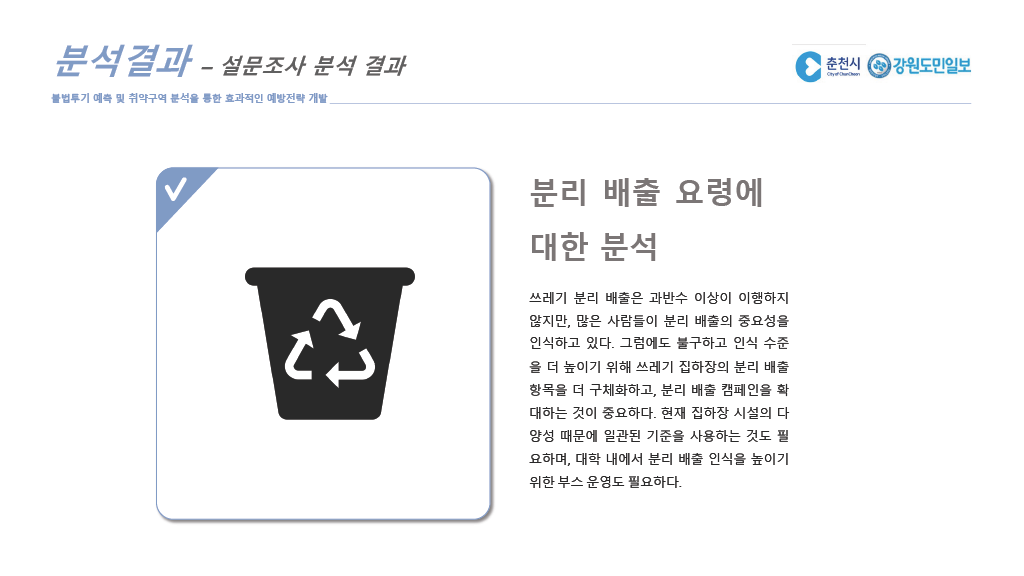 분석결과 – 설문조사 분석 결과
춘천시
City of ChunCheon
강원도민일보
불법투기 예측 및 취약구역 분석을 통한 효과적인 예방전략 개발
분리 배출 요령에
대한 분석
쓰레기 분리 배출은 과반수 이상이 이행하지
않지만, 많은 사람들이 분리 배출의 중요성을
인식하고 있다. 그럼에도 불구하고 인식 수준
을 더 높이기 위해 쓰레기 집하장의 분리 배출
항목을 더 구체화하고, 분리 배출 캠페인을 확
대하는 것이 중요하다. 현재 집하장 시설의 다
양성 때문에 일관된 기준을 사용하는 것도 필
요하며, 대학 내에서 분리 배출 인식을 높이기
위한 부스 운영도 필요하다.